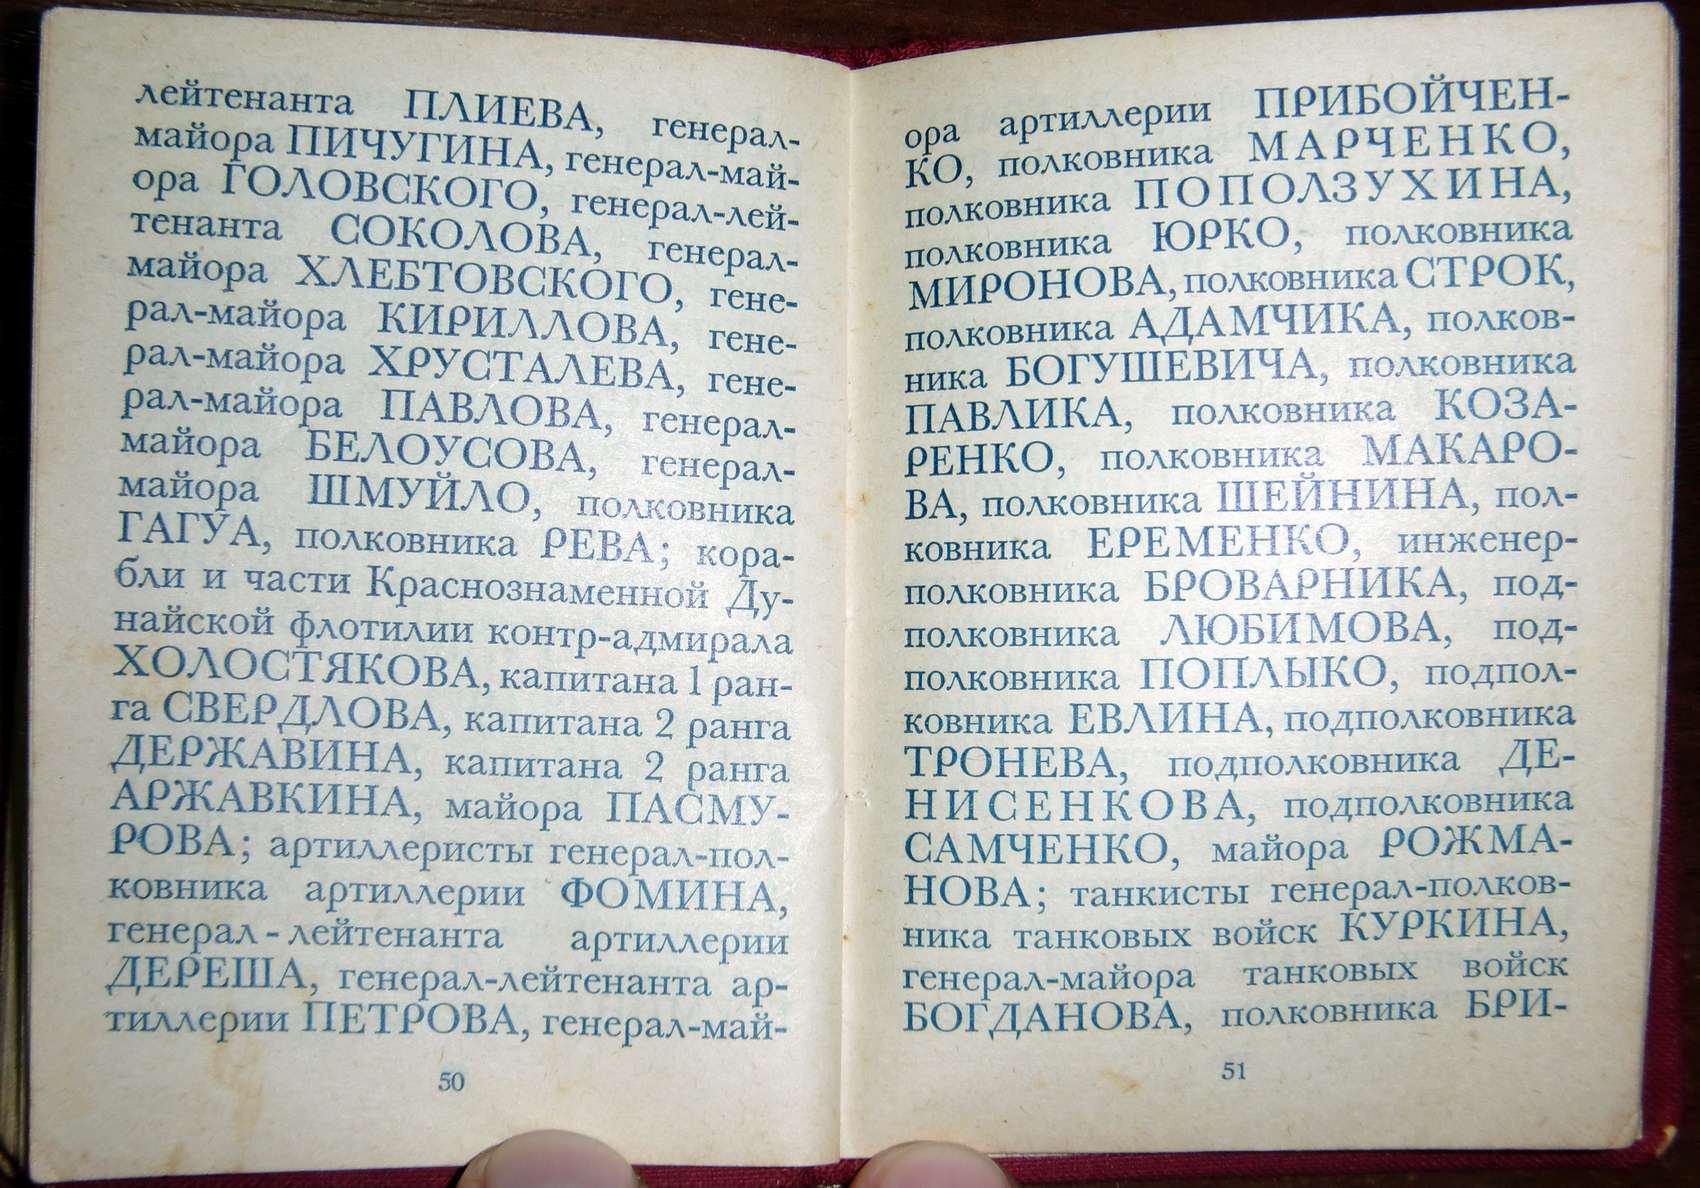 лейтенанта ПЛИЕВА, генерал-
майора ПИЧУГИНА, генерал-май-
ора ГОЛОВСКОГО, генерал-лей-
тенанта СОКОЛОВА, генерал-
майора ХЛЕБТОВСКОГО, гене-
рал-майора КИРИЛЛОВА, гене-
рал-майора ХРУСТАЛЕВА, гене-
рал-майора ПАВЛОВА, генерал-
майора БЕЛОУСОВА, генерал-
майора ШМУЙЛО, полковника
ГАГУА, полковника РЕВА; кора-
бли и части Краснознаменной Ду-
найской флотилии контр-адмирала
ХОЛОСТЯКОВА, капитана 1 ран-
га СВЕРДЛОВА, капитана 2 ранга
ДЕРЖАВИНА, капитана 2 ранга
АРЖАВКИНА, майора ПАСМУ-
РОВА; артиллеристы генерал-пол-
ковника артиллерии ФОМИНА,
генерал-лейтенанта артиллерии
ДЕРЕША, генерал-лейтенанта ар-
тиллерии ПЕТРОВА, генерал-май-
50
ора артиллерии ПРИБОЙЧЕН-
КО, полковника МАРЧЕНКО,
полковника ПОПОЛЗУХИНА,
полковника ЮРКО, полковника
МИРОНОВА, полковника СТРОК,
полковника АДАМЧИКА, полков-
ника БОГУШЕВИЧА, полковника
ПАВЛИКА, полковника КОЗА-
РЕНКО, полковника МАКАРО-
ВА, полковника ШЕЙНИНА, пол-
ковника ЕРЕМЕНКО, инженер-
полковника БРОВАРНИКА, под-
полковника ЛЮБИМОВА, под-
полковника ПОПЛЫКО, подпол-
ковника ЕВЛИНА, подполковника
ТРОНЕВА, подполковника ДЕ-
НИСЕНКОВА, подполковника
САМЧЕНКО, майора РОЖМА-
НОВА; танкисты генерал-полков-
ника танковых войск КУРКИНА,
генерал-майора танковых войск
БОГДАНОВА, полковника БРИ-
51